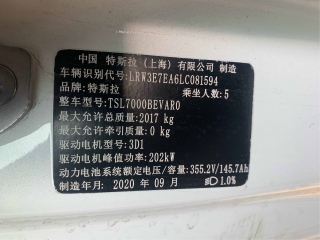 中国 特斯拉（上海）有限公司 制造
车辆识别代号:LRW3E7EA6LC081594
品牌:特斯拉 乘坐人数:5
整车型号:TSL7000BEVAR0
最大允许总质量:2017 kg
最大允许牵引质量:0 kg
驱动电机型号:3D1
驱动电机峰值功率:202kW
动力电池系统额定电压/容量:355.2V/145.7Ah
制造年月:2020 年 09 月 1.0%